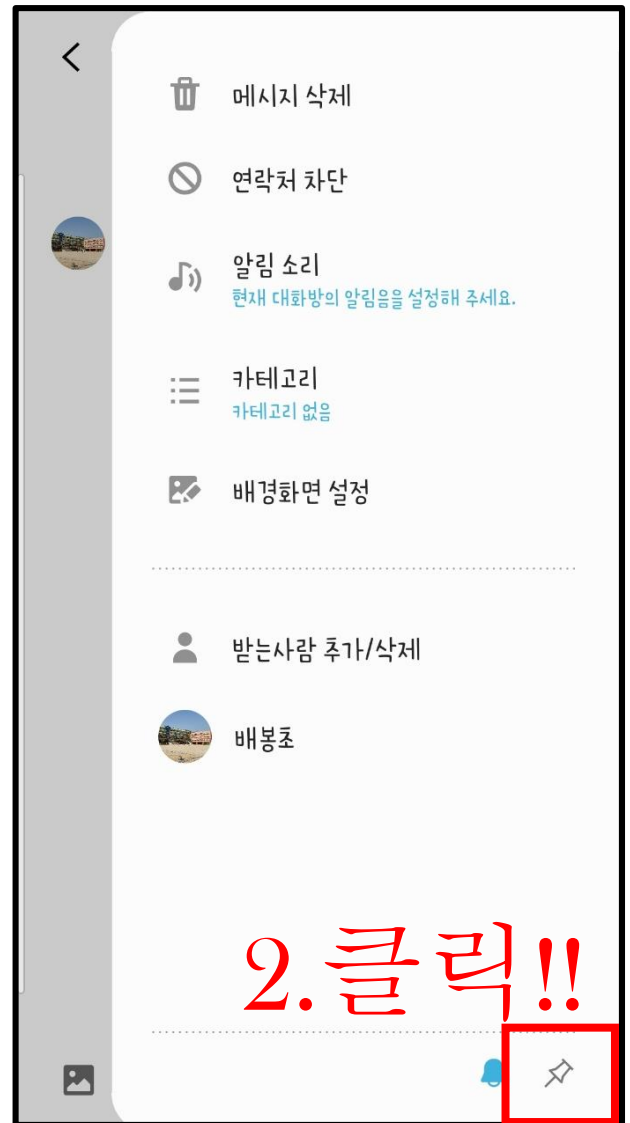 메시지 삭제
연락처 차단
알림 소리
현재 대화방의 알림음을 설정해 주세요.
카테고리
카테고리 없음
배경화면 설정
받는사람 추가/삭제
배봉초
2.클릭!!